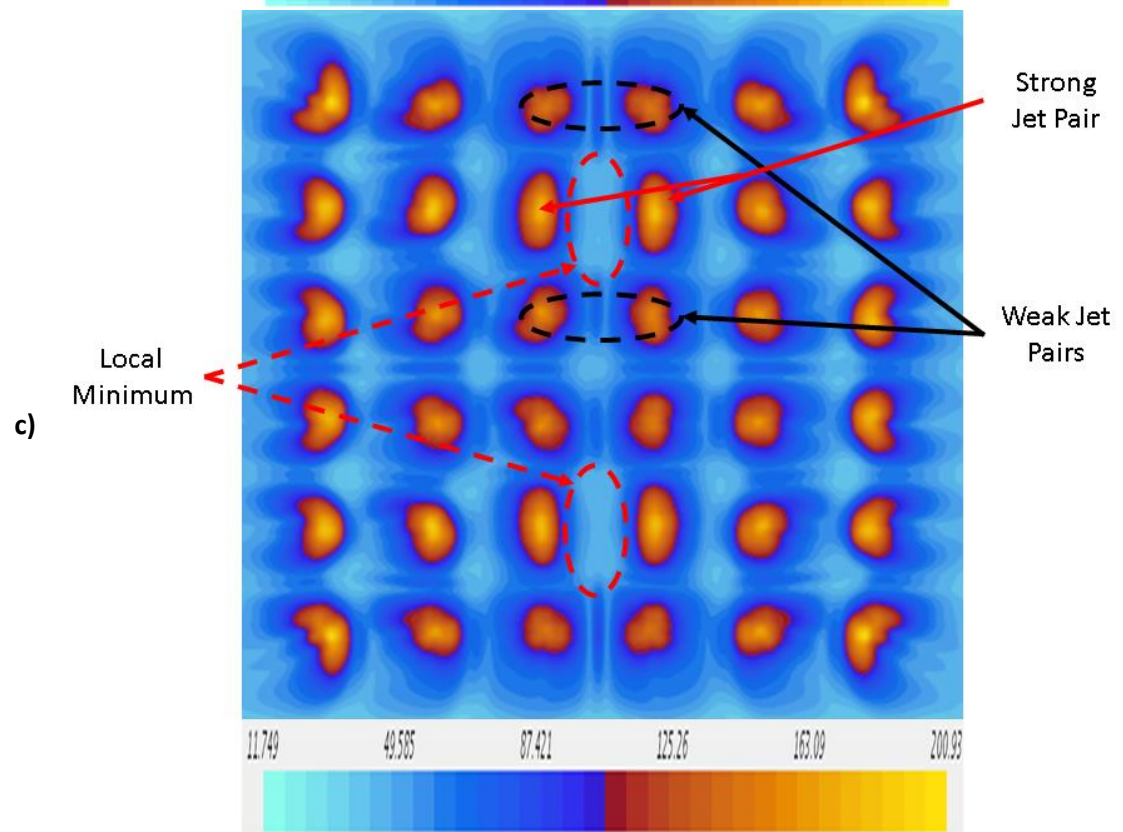 Strong
Jet Pair
Weak Jet
Pairs
Local
Minimum
c)
11.749 49.585 87.421 125.26 163.09 200.93